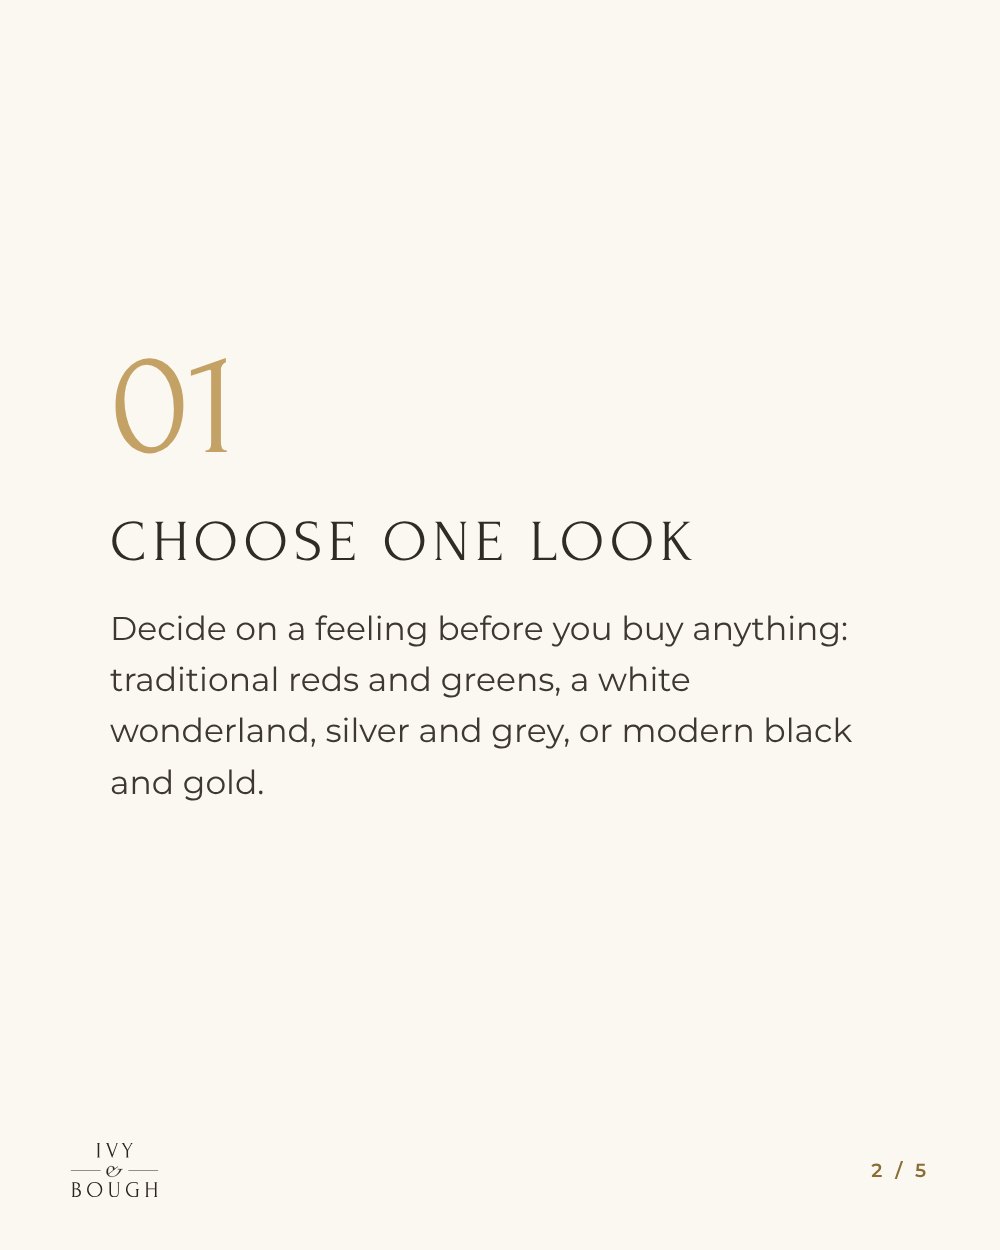 01
CHOOSE ONE LOOK
Decide on a feeling before you buy anything:
traditional reds and greens, a white
wonderland, silver and grey, or modern black
and gold.
IVY
&
BOUGH
2 / 5